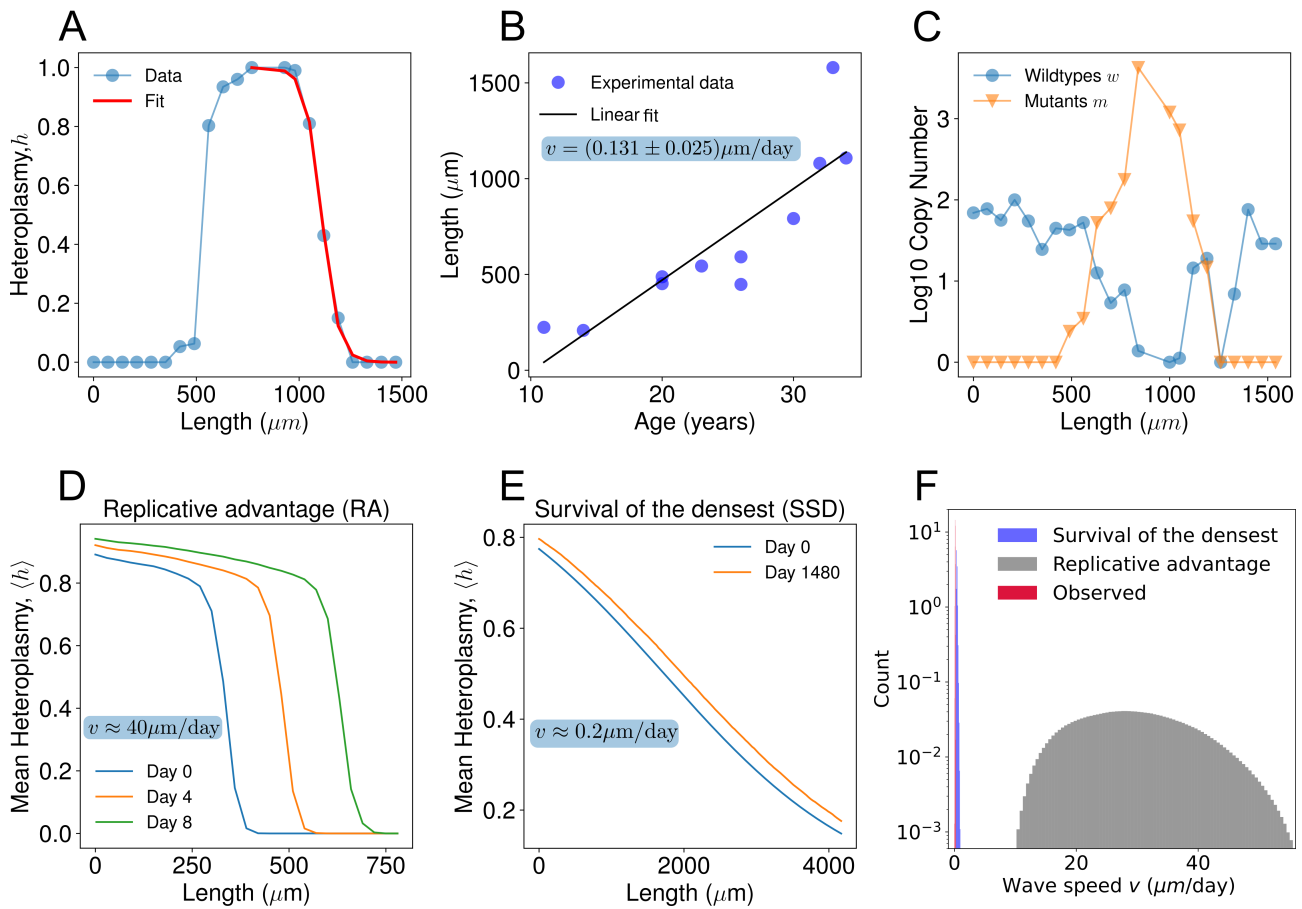 A
Heteroplasmy,h
1.0
0.8
0.6
0.4
0.2
0.0
Data
Fit
0 500 1000 1500
Length (μm)
B
Length (μm)
1500
1000
500
0
Experimental data
Linear fit
v = (0.131 ± 0.025)μm/day
10 20 30
Age (years)
C
Log10 Copy Number
3
2
1
0
Wildtypes w
Mutants m
0 500 1000 1500
Length (μm)
D
Replicative advantage (RA)
Mean Heteroplasmy, ⟨h⟩
0.8
0.6
0.4
0.2
0.0
v ≈ 40μm/day
Day 0
Day 4
Day 8
0 250 500 750
Length (μm)
E
Survival of the densest (SSD)
Mean Heteroplasmy, ⟨h⟩
0.8
0.6
0.4
0.2
Day 0
Day 1480
v ≈ 0.2μm/day
0 2000 4000
Length (μm)
F
Count
10¹
10⁰
10⁻¹
10⁻²
10⁻³
Survival of the densest
Replicative advantage
Observed
0 20 40
Wave speed v (μm/day)